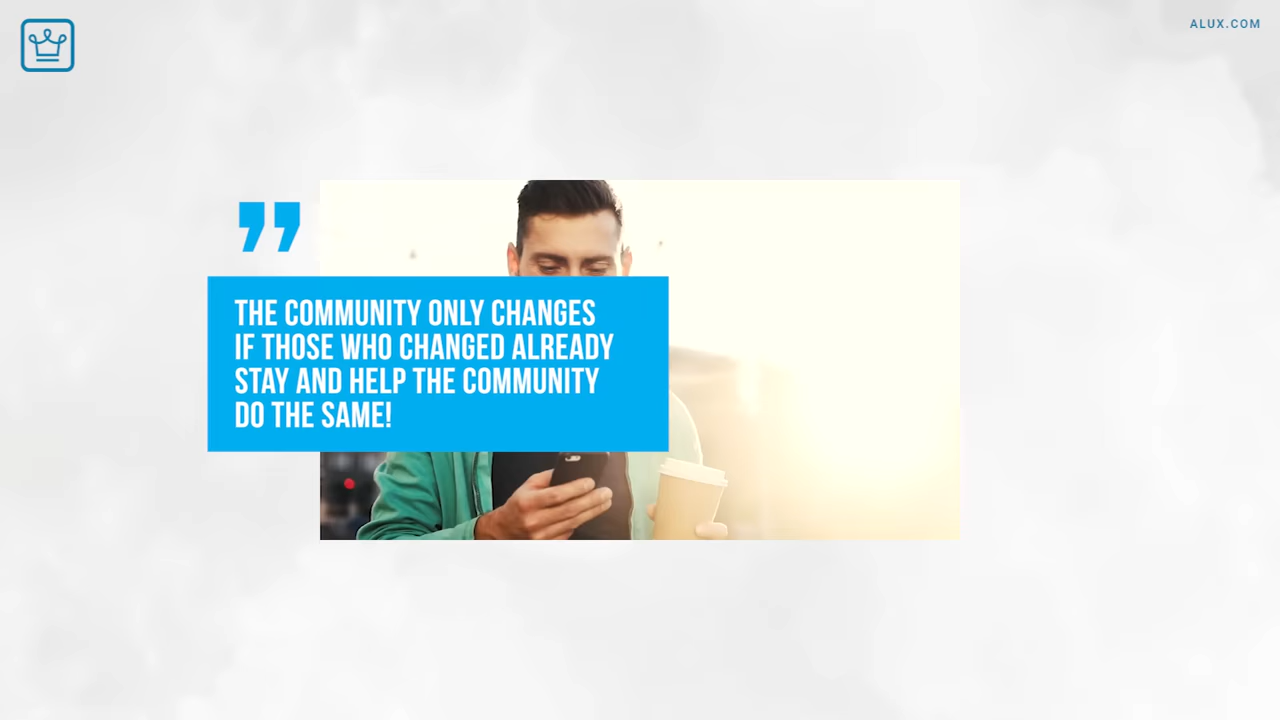 ALUX.COM
”
THE COMMUNITY ONLY CHANGES
IF THOSE WHO CHANGED ALREADY
STAY AND HELP THE COMMUNITY
DO THE SAME!